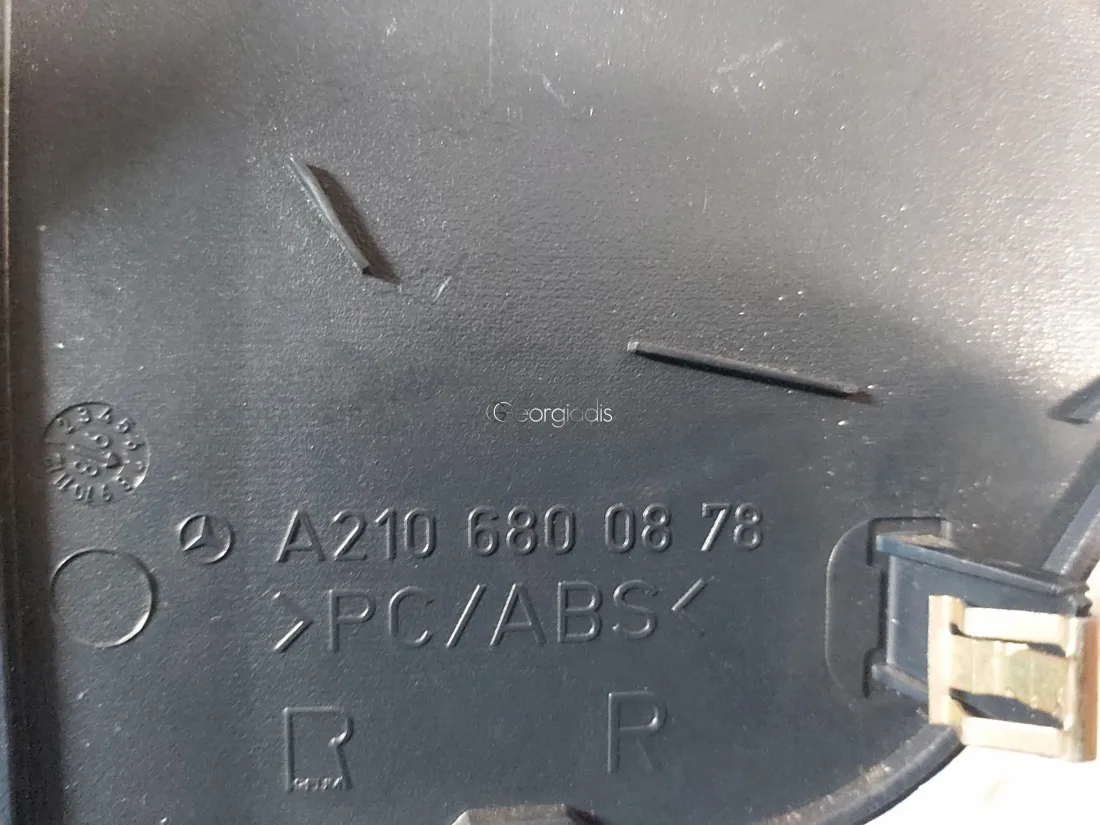 Georgiadis
A210 680 08 78
>PC/ABS<
R